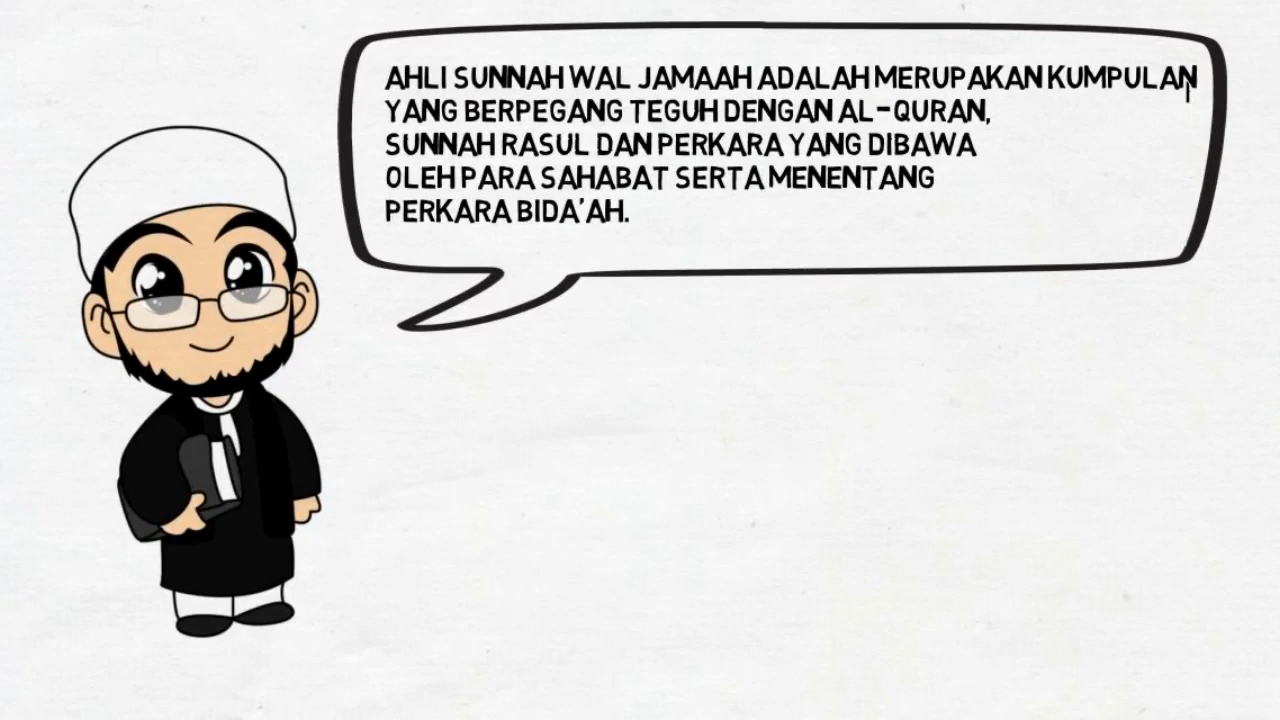 AHLI SUNNAH WAL JAMAAH ADALAH MERUPAKAN KUMPULAN
YANG BERPEGANG TEGUH DENGAN AL-QURAN,
SUNNAH RASUL DAN PERKARA YANG DIBAWA
OLEH PARA SAHABAT SERTA MENENTANG
PERKARA BIDA'AH.